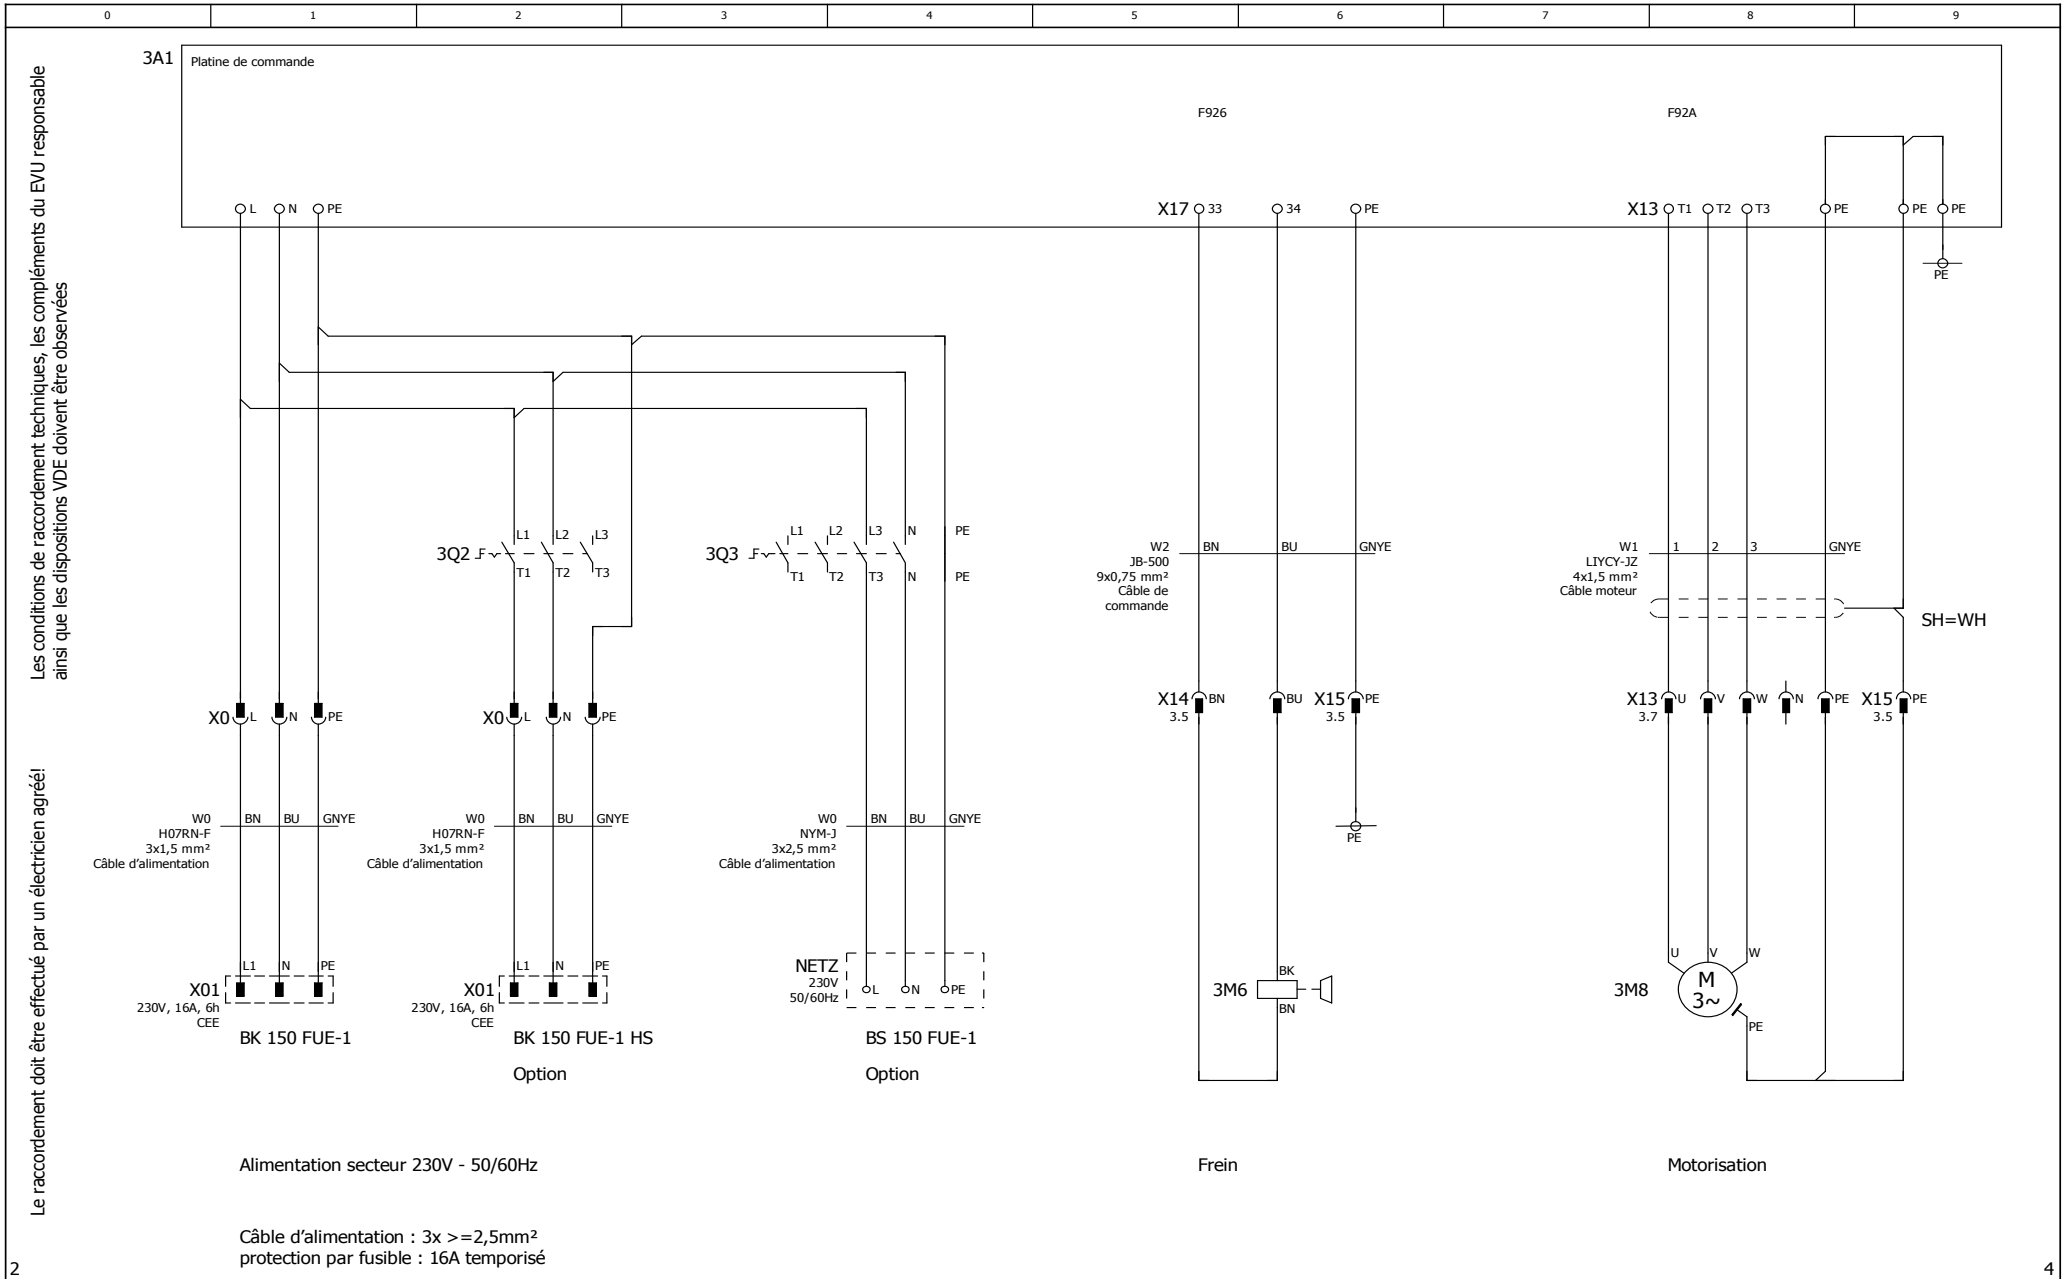 0 1 2 3 4 5 6 7 8 9
3A1 Platine de commande
F926 F92A
L N PE X17 33 34 PE X13 T1 T2 T3 PE PE PE
PE
L1 L2 L3 L1 L2 L3 N PE
3Q2 3Q3
T1 T2 T3 T1 T2 T3 N PE
W2 BN BU GNYE
JB-500
9x0,75 mm²
Câble de
commande
W1 1 2 3 GNYE
LIYCY-JZ
4x1,5 mm²
Câble moteur
SH=WH
X0 L N PE
X0 L N PE
X14 BN BU X15 PE
3.5 3.5
X13 U V W N PE X15 PE
3.7 3.5
W0 BN BU GNYE
H07RN-F
3x1,5 mm²
Câble d'alimentation
W0 BN BU GNYE
H07RN-F
3x1,5 mm²
Câble d'alimentation
W0 BN BU GNYE
NYM-J
3x2,5 mm²
Câble d'alimentation
PE
L1 N PE
X01
230V, 16A, 6h
CEE
BK 150 FUE-1
L1 N PE
X01
230V, 16A, 6h
CEE
BK 150 FUE-1 HS
Option
NETZ
230V
50/60Hz
L N PE
BS 150 FUE-1
Option
BK
3M6
BN
U V W
3M8 M
3~
PE
Alimentation secteur 230V - 50/60Hz
Frein
Motorisation
Câble d'alimentation : 3x >=2,5mm²
protection par fusible : 16A temporisé
Les conditions de raccordement techniques, les compléments du EVU responsable
ainsi que les dispositions VDE doivent être observées
Le raccordement doit être effectué par un électricien agréé!
2 4